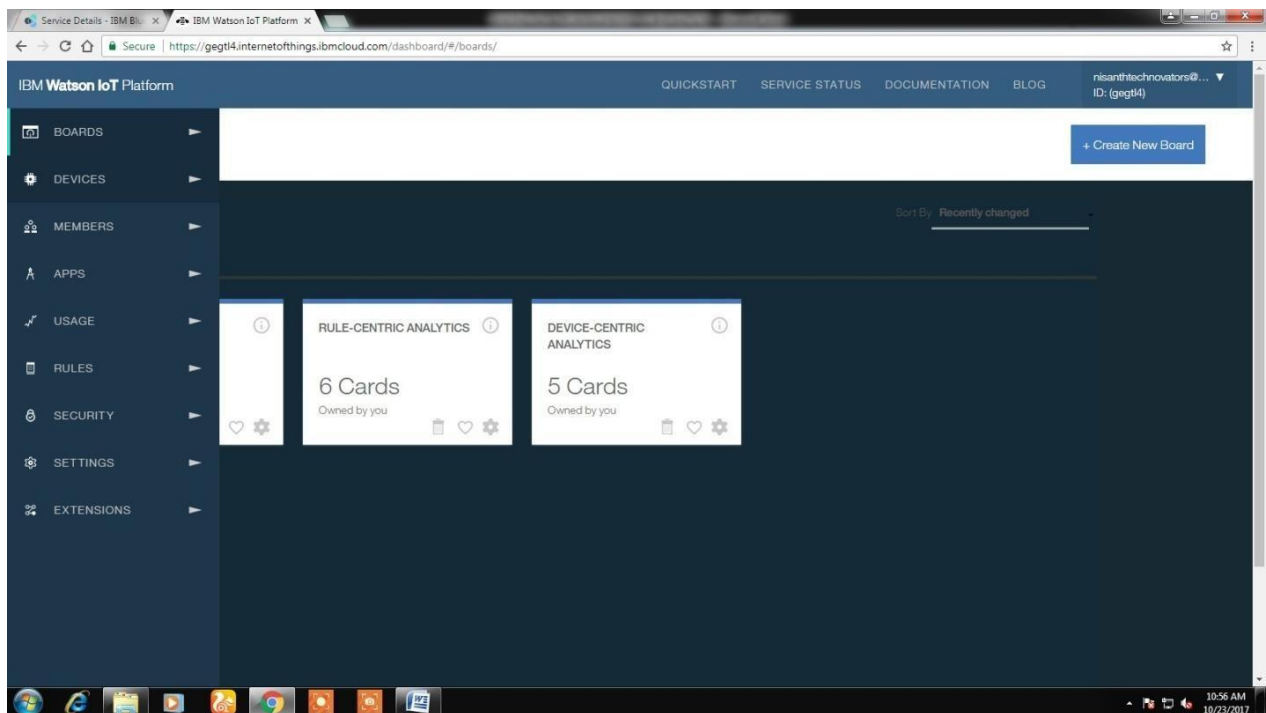 Service Details - IBM Blu
IBM Watson IoT Platform
Secure
https://gegtl4.internetofthings.ibmcloud.com/dashboard/#/boards/
IBM Watson IoT Platform
QUICKSTART
SERVICE STATUS
DOCUMENTATION
BLOG
nisanthtechnovators@...
ID: (gegtl4)
BOARDS
DEVICES
MEMBERS
APPS
USAGE
RULES
SECURITY
SETTINGS
EXTENSIONS
+ Create New Board
Sort By Recently changed
RULE-CENTRIC ANALYTICS
6 Cards
Owned by you
DEVICE-CENTRIC
ANALYTICS
5 Cards
Owned by you
10:56 AM
10/23/2017